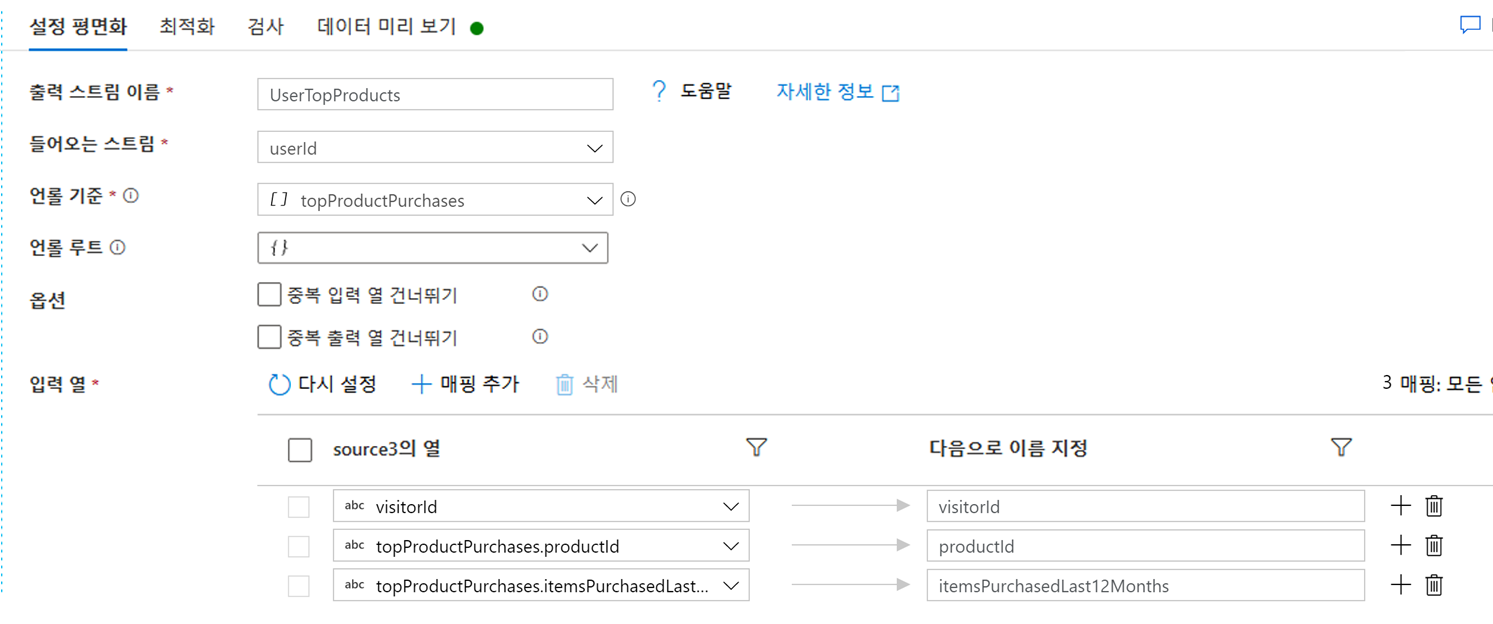 설정 평면화 최적화 검사 데이터 미리 보기
출력 스트림 이름 * UserTopProducts ? 도움말 자세한 정보
들어오는 스트림 * userId
언롤 기준 * [] topProductPurchases
언롤 루트 {}
옵션 중복 입력 열 건너뛰기
중복 출력 열 건너뛰기
입력 열 * 다시 설정 + 매핑 추가 삭제 3 매핑: 모든
source3의 열 다음으로 이름 지정
abc visitorId visitorId
abc topProductPurchases.productId productId
abc topProductPurchases.itemsPurchasedLast... itemsPurchasedLast12Months